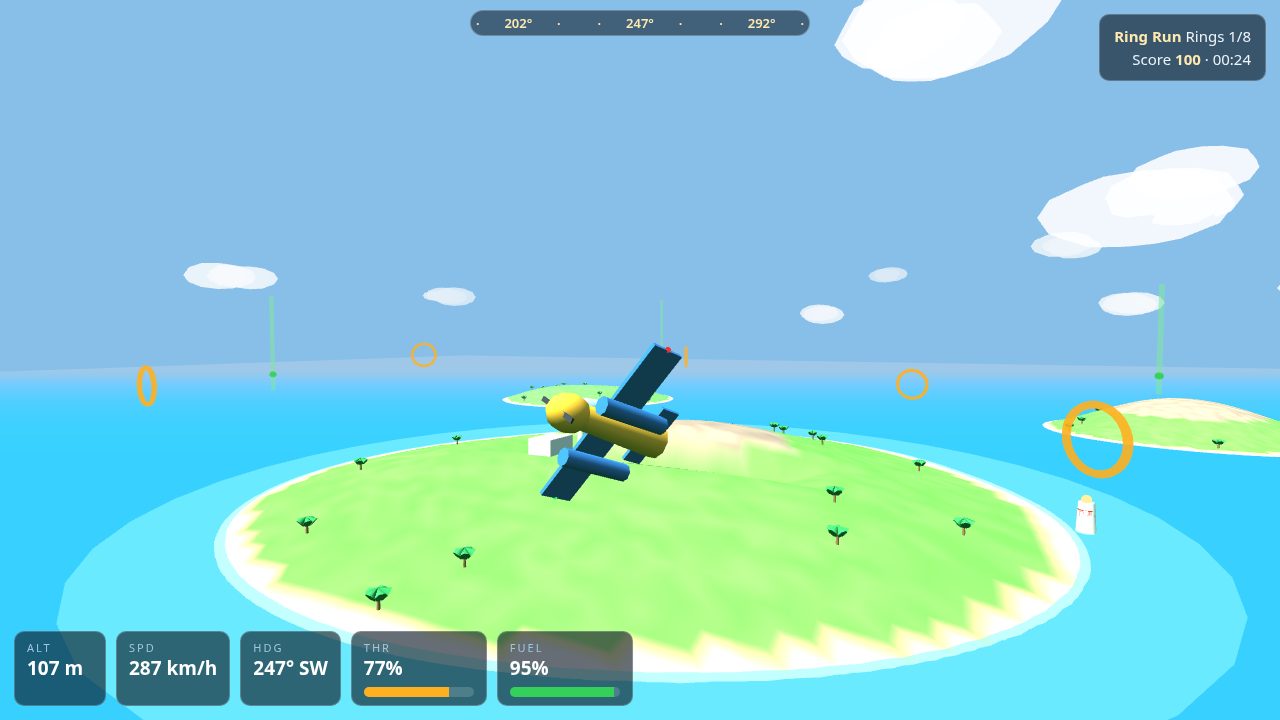 202° 247° 292°
Ring Run Rings 1/8
Score 100 · 00:24
ALT
107 m
SPD
287 km/h
HDG
247° SW
THR
77%
FUEL
95%